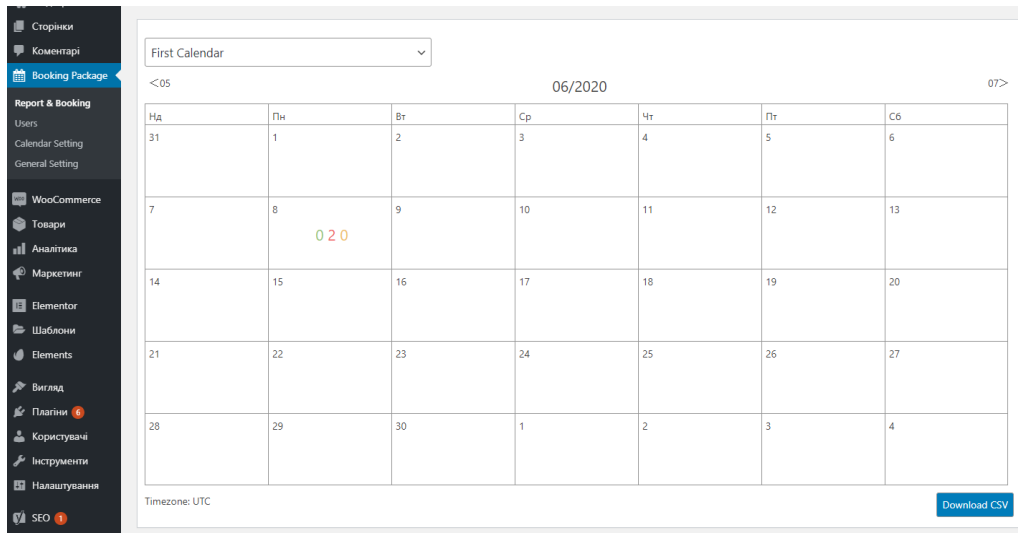 Сторінки
Коментарі
Booking Package
Report & Booking
Users
Calendar Setting
General Setting
WooCommerce
Товари
Аналітика
Маркетинг
Elementor
Шаблони
Elements
Вигляд
Плагіни 6
Користувачі
Інструменти
Налаштування
SEO 1
First Calendar
<05 06/2020 07>
Нд Пн Вт Ср Чт Пт Сб
31 1 2 3 4 5 6
7 8 9 10 11 12 13
0 2 0
14 15 16 17 18 19 20
21 22 23 24 25 26 27
28 29 30 1 2 3 4
Timezone: UTC
Download CSV